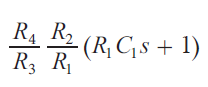 R₄/R₃ R₂/R₁ (R₁C₁s + 1)